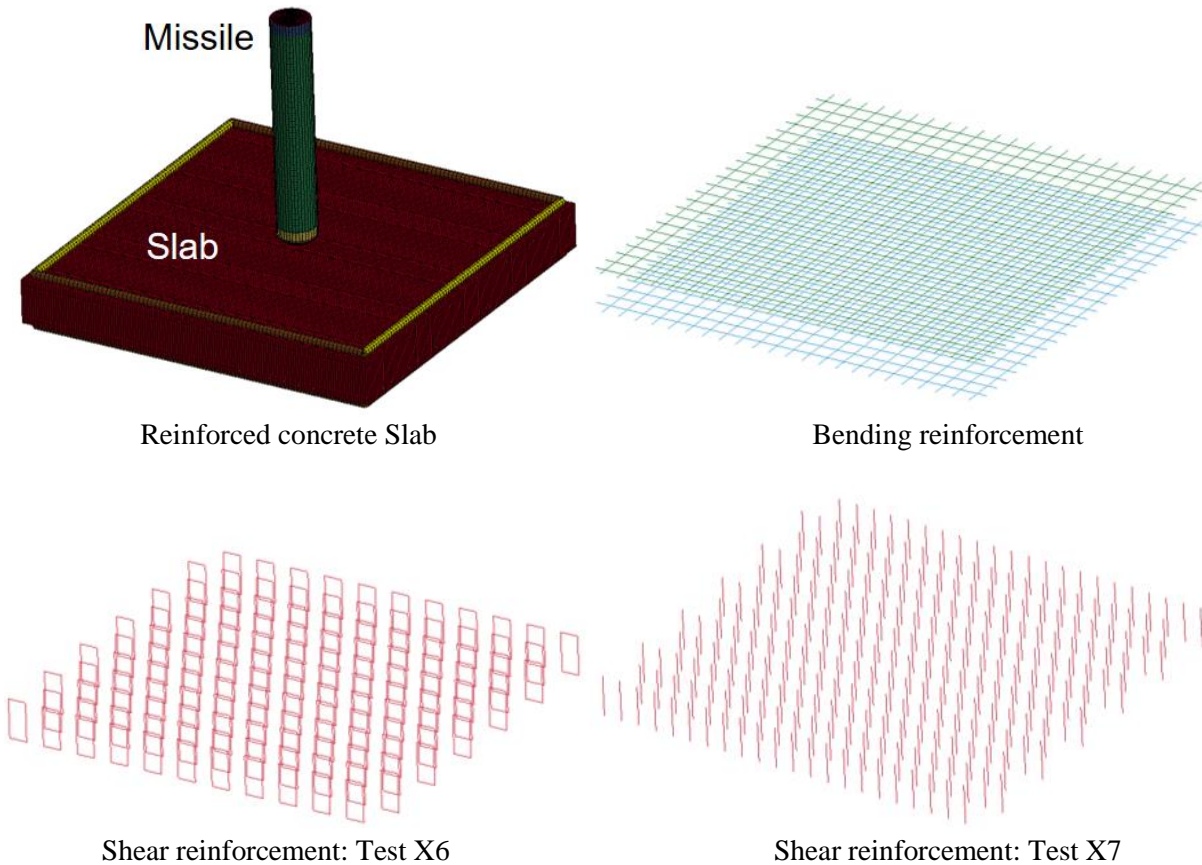 Missile
Slab
Reinforced concrete Slab
Bending reinforcement
Shear reinforcement: Test X6
Shear reinforcement: Test X7